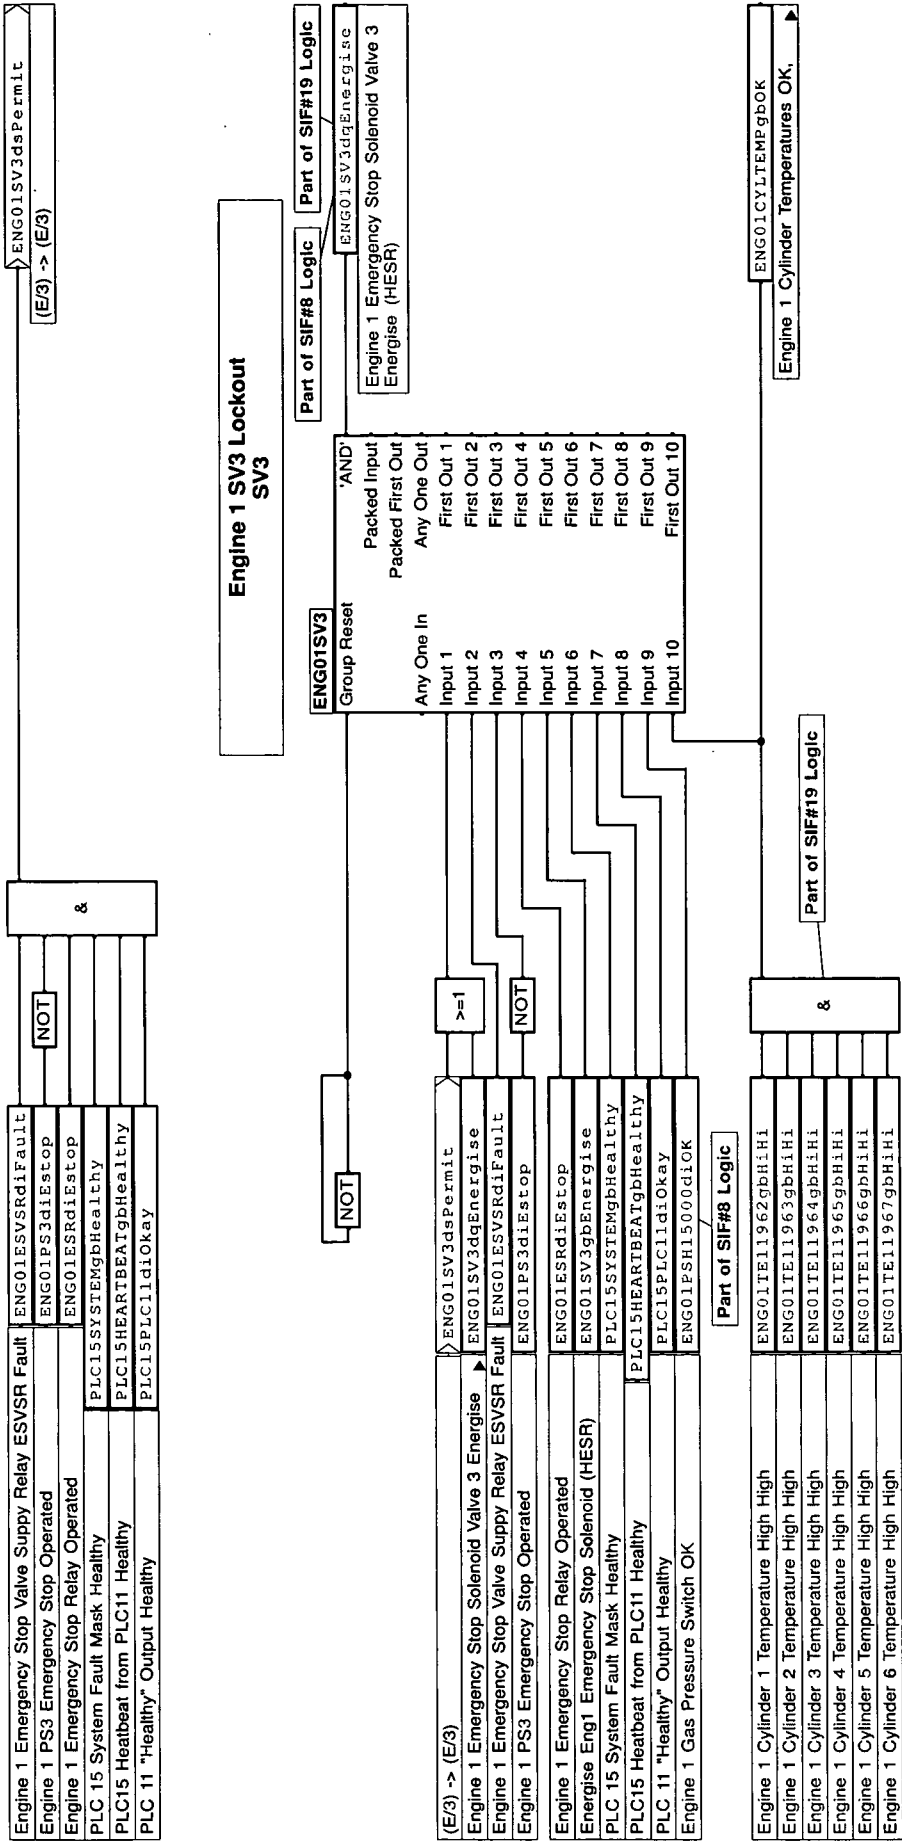 Engine 1 Emergency Stop Valve Suppy Relay ESVSR Fault ENG01ESVSRdiFault
Engine 1 PS3 Emergency Stop Operated ENG01PS3diEstop
Engine 1 Emergency Stop Relay Operated ENG01ESRdiEstop
PLC 15 System Fault Mask Healthy PLC15SYSTEMgbHealthy
PLC15 Heatbeat from PLC11 Healthy PLC15HEARTBEATgbHealthy
PLC 11 "Healthy" Output Healthy PLC15PLC11diOkay
NOT
&
ENG01SV3dsPermit
(E/3) -> (E/3)
Engine 1 SV3 Lockout
SV3
Part of SIF#8 Logic
Part of SIF#19 Logic
NOT
ENG01SV3
Group Reset 'AND'
Packed Input
Packed First Out
Any One In Any One Out
Input 1 First Out 1
Input 2 First Out 2
Input 3 First Out 3
Input 4 First Out 4
Input 5 First Out 5
Input 6 First Out 6
Input 7 First Out 7
Input 8 First Out 8
Input 9 First Out 9
Input 10 First Out 10
ENG01SV3dqEnergise
Engine 1 Emergency Stop Solenoid Valve 3
Energise (HESR)
(E/3) -> (E/3) ENG01SV3dsPermit
Engine 1 Emergency Stop Solenoid Valve 3 Energise ENG01SV3dqEnergise
Engine 1 Emergency Stop Valve Suppy Relay ESVSR Fault ENG01ESVSRdiFault
Engine 1 PS3 Emergency Stop Operated ENG01PS3diEstop
>=1
NOT
Engine 1 Emergency Stop Relay Operated ENG01ESRdiEstop
Energise Eng1 Emergency Stop Solenoid (HESR) ENG01SV3gbEnergise
PLC 15 System Fault Mask Healthy PLC15SYSTEMgbHealthy
PLC15 Heatbeat from PLC11 Healthy PLC15HEARTBEATgbHealthy
PLC 11 "Healthy" Output Healthy PLC15PLC11diOkay
Engine 1 Gas Pressure Switch OK ENG01PSH15000diOK
Part of SIF#8 Logic
Engine 1 Cylinder 1 Temperature High High ENG01TE11962gbHiHi
Engine 1 Cylinder 2 Temperature High High ENG01TE11963gbHiHi
Engine 1 Cylinder 3 Temperature High High ENG01TE11964gbHiHi
Engine 1 Cylinder 4 Temperature High High ENG01TE11965gbHiHi
Engine 1 Cylinder 5 Temperature High High ENG01TE11966gbHiHi
Engine 1 Cylinder 6 Temperature High High ENG01TE11967gbHiHi
&
Part of SIF#19 Logic
ENG01CYLTEMPgbOK
Engine 1 Cylinder Temperatures OK,